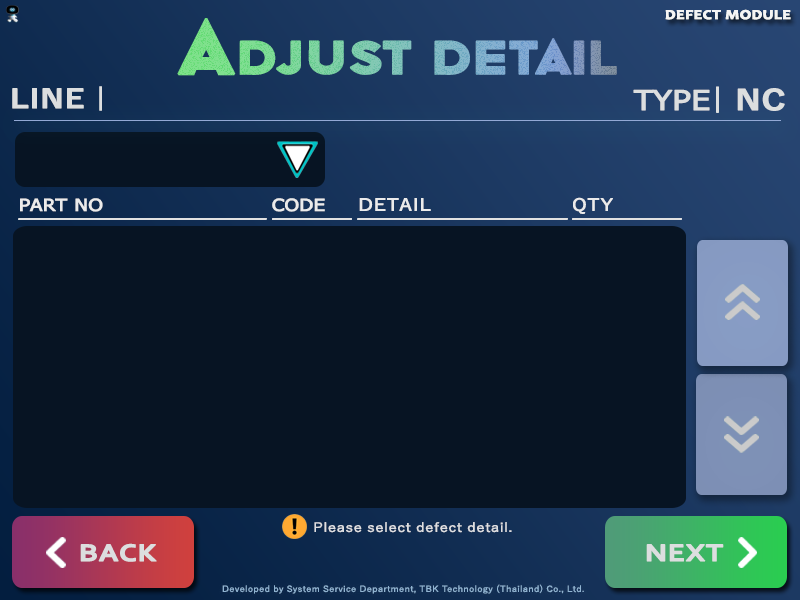 DEFECT MODULE
ADJUST DETAIL
LINE |
TYPE| NC
PART NO CODE DETAIL QTY
! Please select defect detail.
BACK
NEXT
Developed by System Service Department, TBK Technology (Thailand) Co., Ltd.